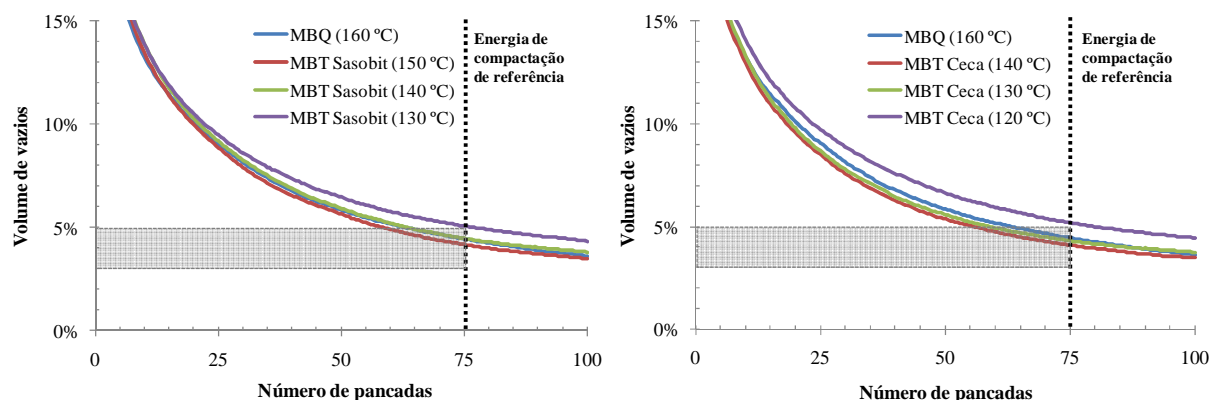 15%
10%
5%
0%
Volume de vazios
MBQ (160 ºC)
MBT Sasobit (150 ºC)
MBT Sasobit (140 ºC)
MBT Sasobit (130 ºC)
Energia de
compactação
de referência
0
25
50
75
100
Número de pancadas
15%
10%
5%
0%
Volume de vazios
MBQ (160 ºC)
MBT Ceca (140 ºC)
MBT Ceca (130 ºC)
MBT Ceca (120 ºC)
Energia de
compactação
de referência
0
25
50
75
100
Número de pancadas